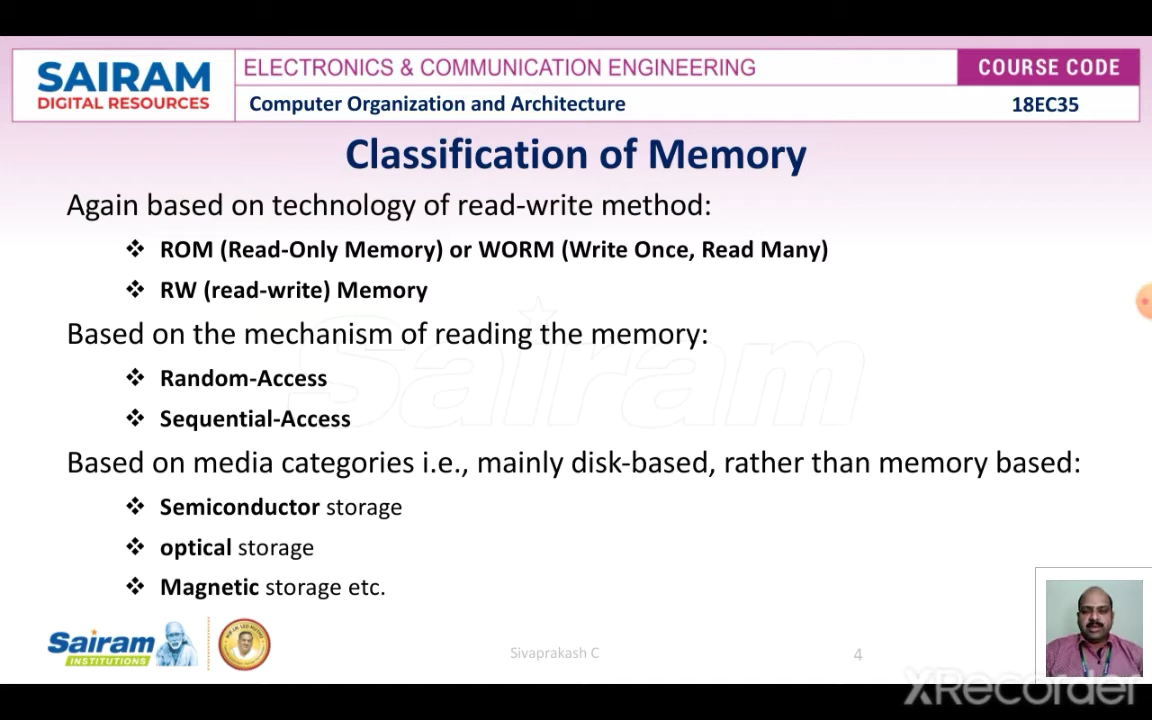 SAIRAM
DIGITAL RESOURCES
ELECTRONICS & COMMUNICATION ENGINEERING
COURSE CODE
Computer Organization and Architecture
18EC35
Classification of Memory
Again based on technology of read-write method:
❖ ROM (Read-Only Memory) or WORM (Write Once, Read Many)
❖ RW (read-write) Memory
Based on the mechanism of reading the memory:
❖ Random-Access
❖ Sequential-Access
Sairam
Based on media categories i.e., mainly disk-based, rather than memory based:
❖ Semiconductor storage
❖ optical storage
❖ Magnetic storage etc.
Sairam
INSTITUTIONS
Sivaprakash C
4
XRecorder